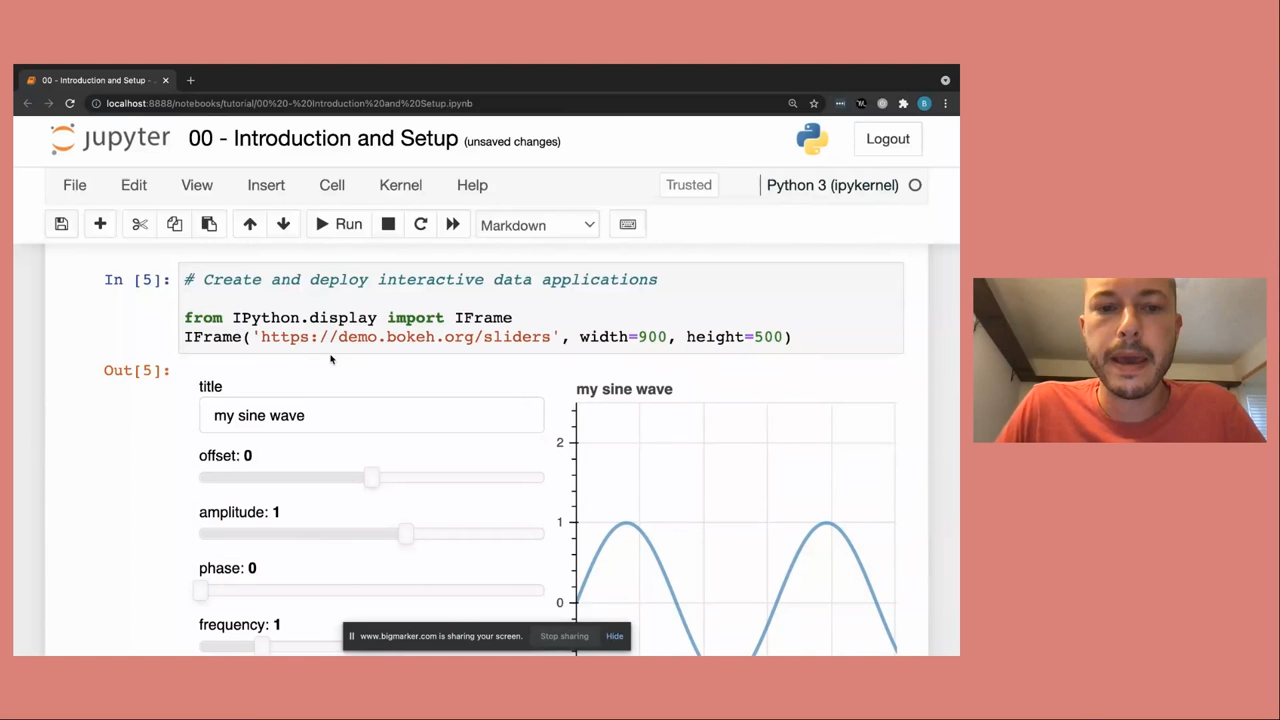 00 - Introduction and Setup -
localhost:8888/notebooks/tutorial/00%20-%20Introduction%20and%20Setup.ipynb
B
jupyter 00 - Introduction and Setup (unsaved changes)
Logout
File Edit View Insert Cell Kernel Help
Trusted
Python 3 (ipykernel)
Run
Markdown
In [5]:
# Create and deploy interactive data applications
from IPython.display import IFrame
IFrame('https://demo.bokeh.org/sliders', width=900, height=500)
Out[5]:
title
my sine wave
offset: 0
amplitude: 1
phase: 0
frequency: 1
my sine wave
2
1
0
www.bigmarker.com is sharing your screen.
Stop sharing
Hide